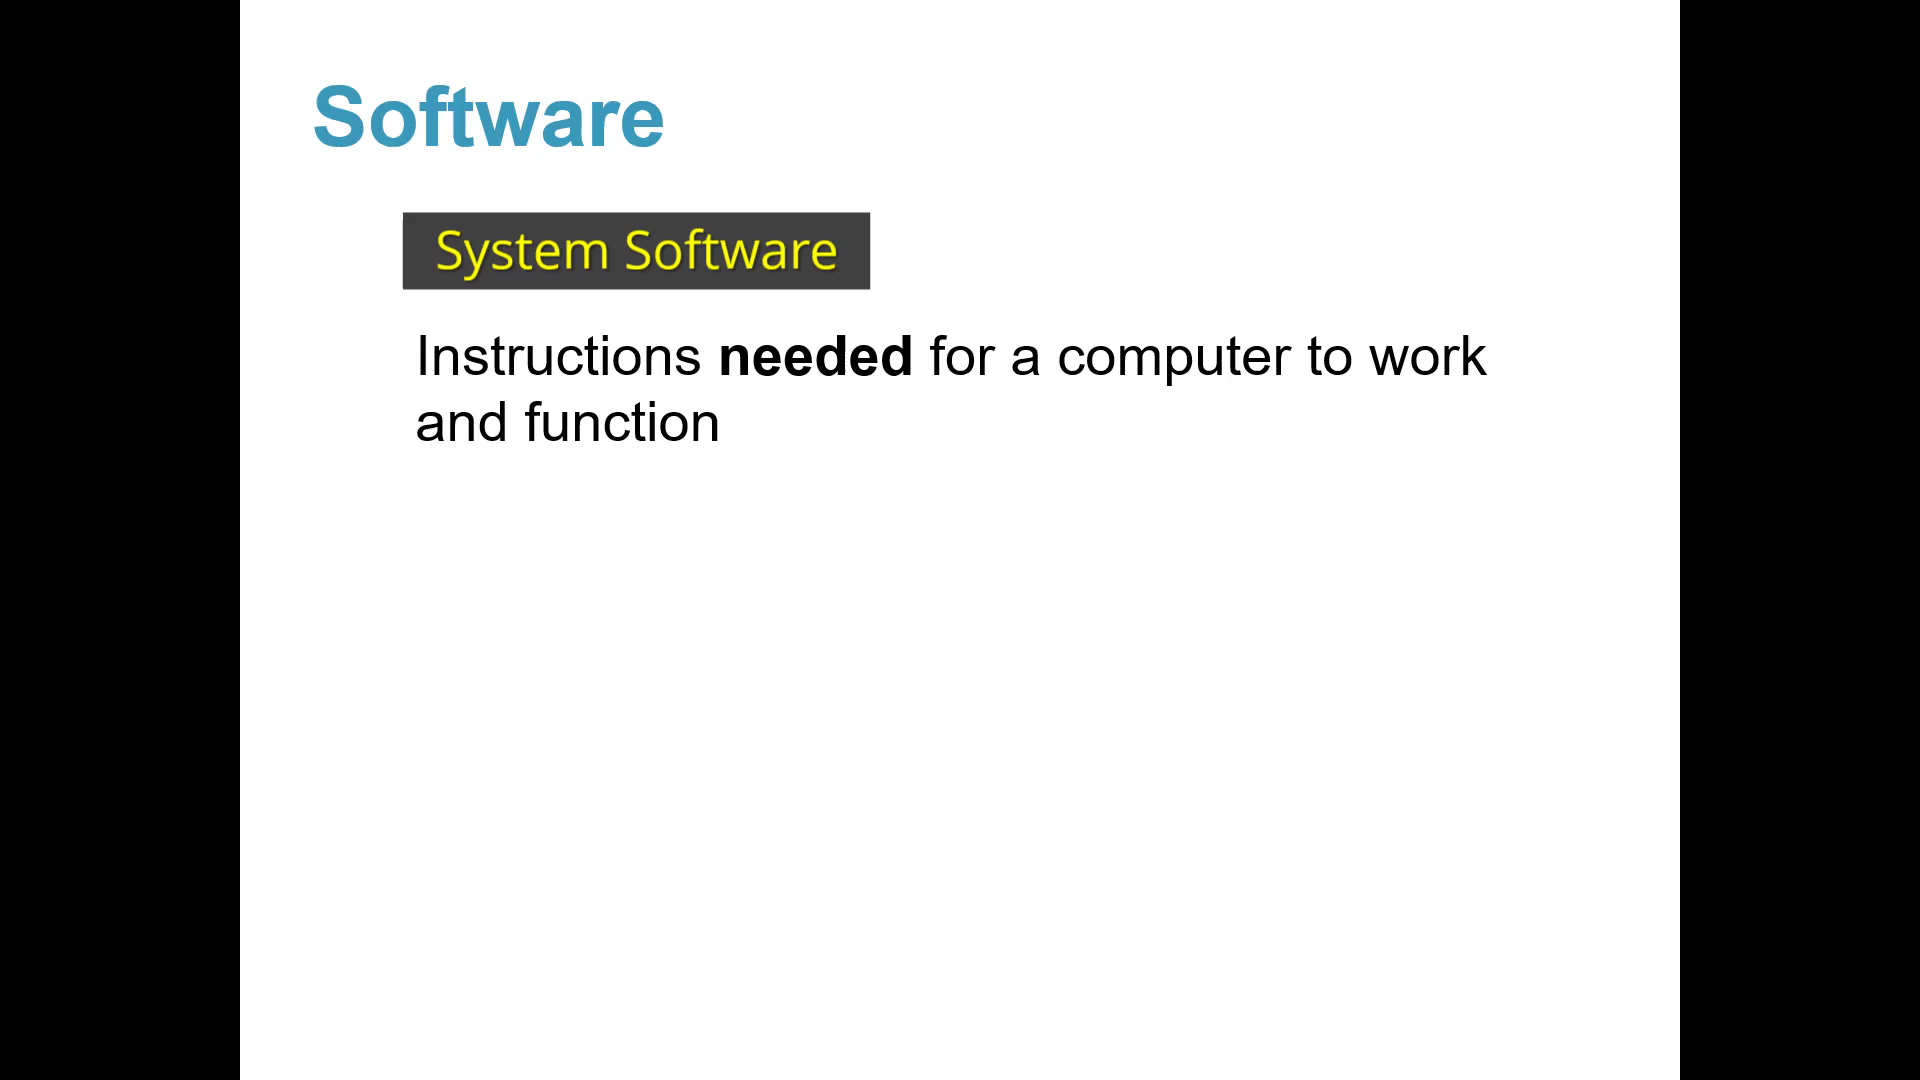 Software
System Software
Instructions needed for a computer to work
and function